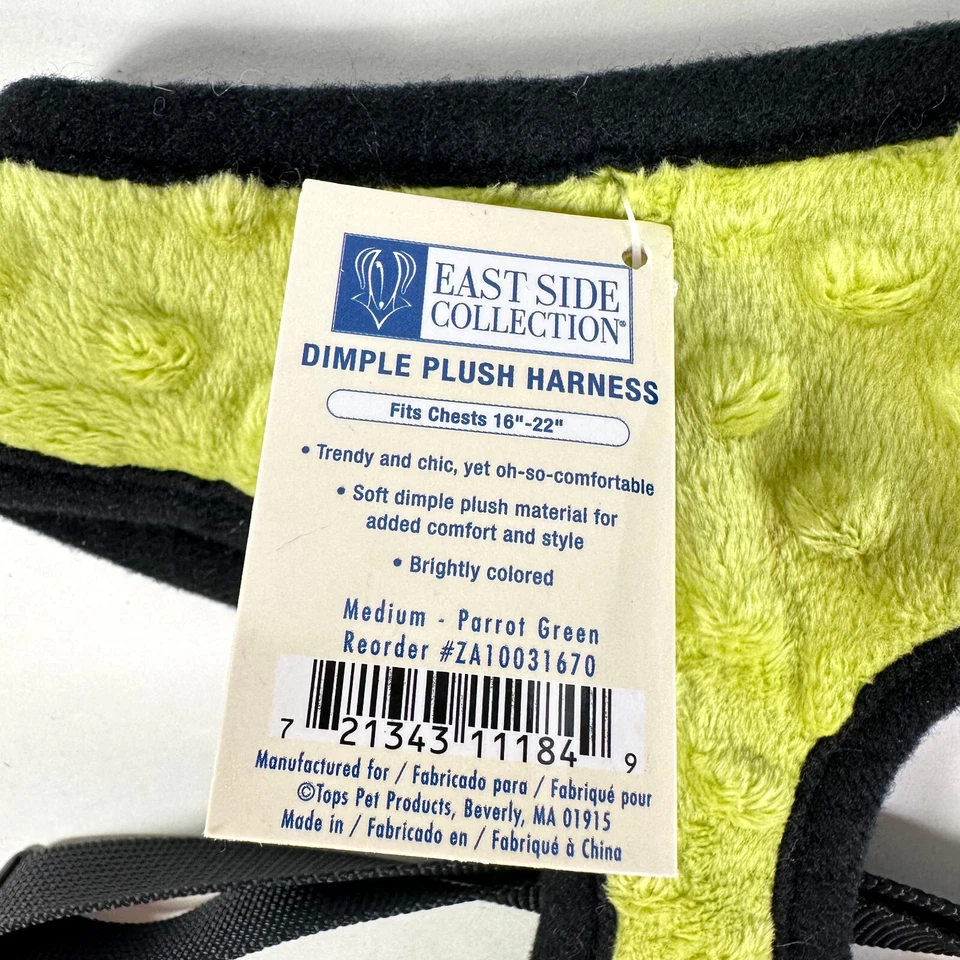 EAST SIDE
COLLECTION®
DIMPLE PLUSH HARNESS
Fits Chests 16"-22"
• Trendy and chic, yet oh-so-comfortable
• Soft dimple plush material for
added comfort and style
• Brightly colored
Medium - Parrot Green
Reorder #ZA10031670
7 21343 11184 9
Manufactured for / Fabricado para / Fabriqué pour
©Tops Pet Products, Beverly, MA 01915
Made in / Fabricado en / Fabriqué à China